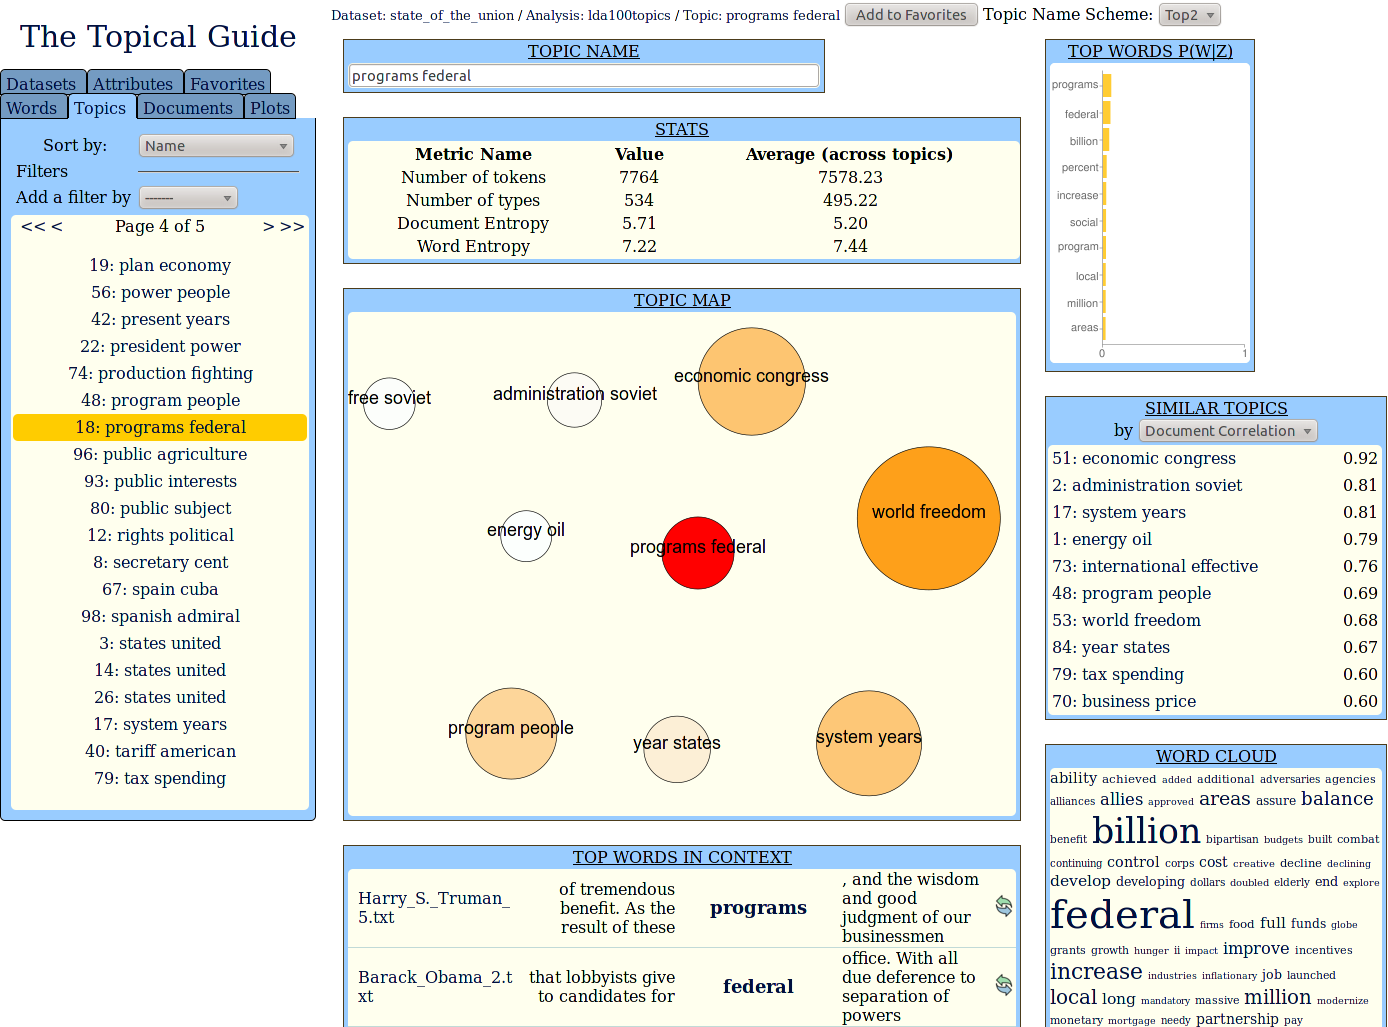 Dataset: state_of_the_union / Analysis: lda100topics / Topic: programs federal Add to Favorites Topic Name Scheme: Top2
The Topical Guide
Datasets Attributes Favorites
Words Topics Documents Plots
Sort by: Name
Filters
Add a filter by -------
<< < Page 4 of 5 > >>
19: plan economy
56: power people
42: present years
22: president power
74: production fighting
48: program people
18: programs federal
96: public agriculture
93: public interests
80: public subject
12: rights political
8: secretary cent
67: spain cuba
98: spanish admiral
3: states united
14: states united
26: states united
17: system years
40: tariff american
79: tax spending
TOPIC NAME
programs federal
STATS
Metric Name Value Average (across topics)
Number of tokens 7764 7578.23
Number of types 534 495.22
Document Entropy 5.71 5.20
Word Entropy 7.22 7.44
TOPIC MAP
economic congress
free soviet administration soviet
world freedom
energy oil
programs federal
program people
year states system years
TOP WORDS IN CONTEXT
Harry_S._Truman_
5.txt
of tremendous
benefit. As the
result of these
programs
, and the wisdom
and good
judgment of our
businessmen
Barack_Obama_2.t
xt
that lobbyists give
to candidates for
federal
office. With all
due deference to
separation of
powers
TOP WORDS P(W|Z)
programs
federal
billion
percent
increase
social
program
local
million
areas
0 1
SIMILAR TOPICS
by Document Correlation
51: economic congress 0.92
2: administration soviet 0.81
17: system years 0.81
1: energy oil 0.79
73: international effective 0.76
48: program people 0.69
53: world freedom 0.68
84: year states 0.67
79: tax spending 0.60
70: business price 0.60
WORD CLOUD
ability achieved added additional adversaries agencies
alliances allies approved areas assure balance
benefit billion bipartisan budgets built combat
continuing control corps cost creative decline declining
develop developing dollars doubled elderly end explore
federal firms food full funds globe
grants growth hunger ii impact improve incentives
increase industries inflationary job launched
local long mandatory massive million modernize
monetary mortgage needy partnership pay